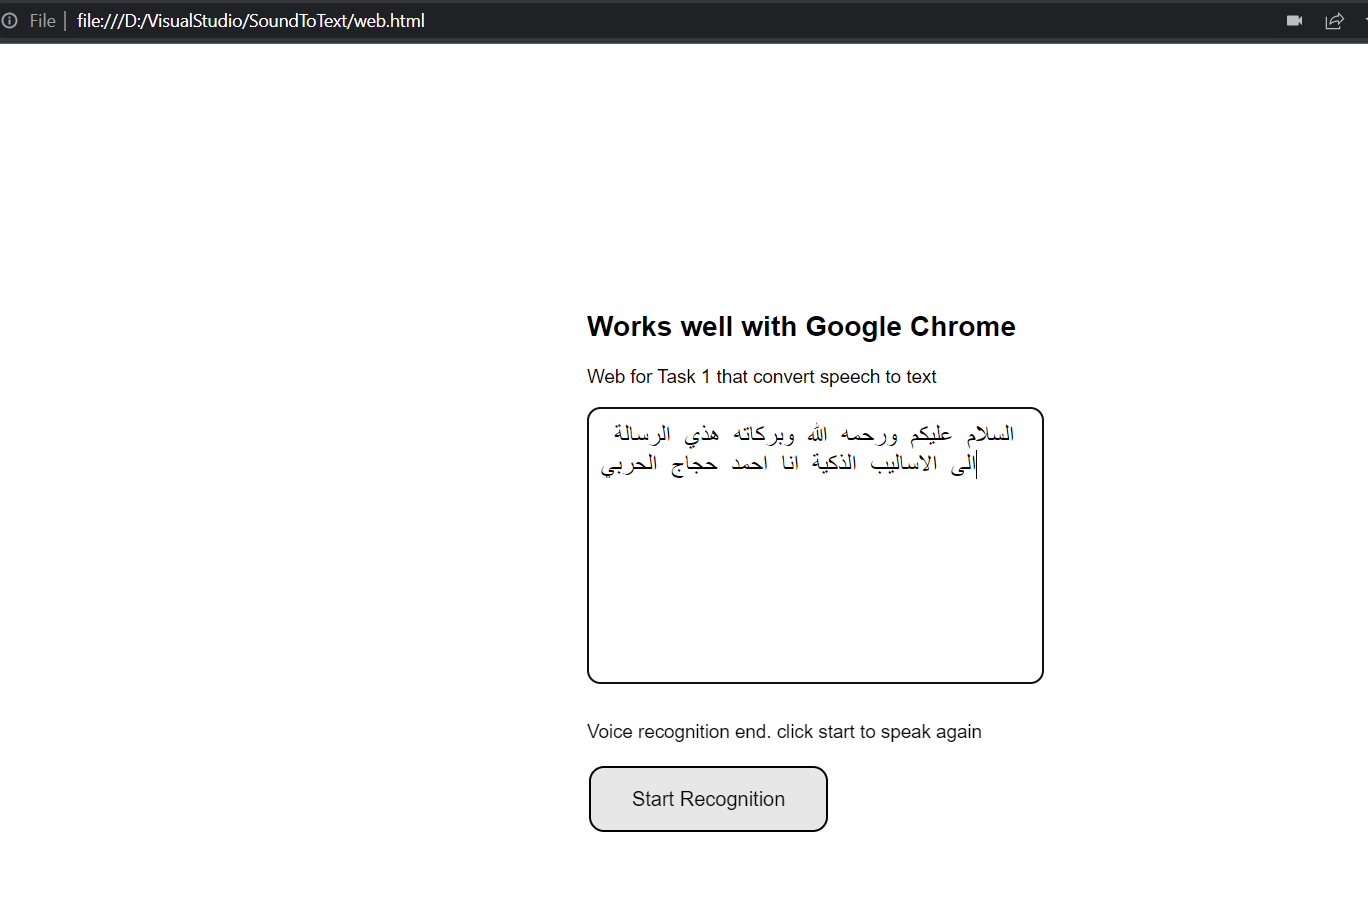 File
file:///D:/VisualStudio/SoundToText/web.html
Works well with Google Chrome
Web for Task 1 that convert speech to text
السلام عليكم ورحمه الله وبركاته هذي الرسالة
الى الاساليب الذكية انا احمد حجاج الحربي
Voice recognition end. click start to speak again
Start Recognition